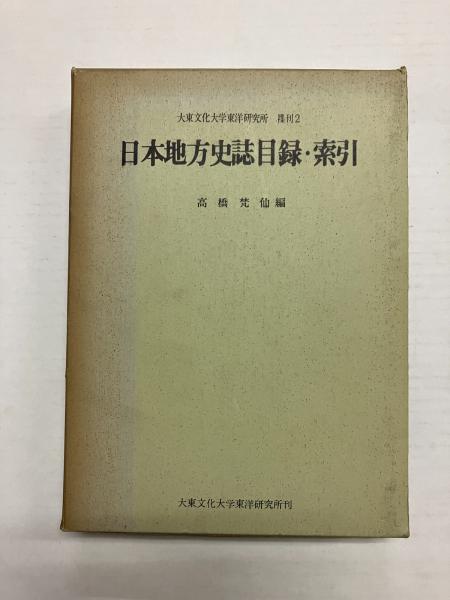 大東文化大学東洋研究所 叢刊2
日本地方史誌目録・索引
高橋梵仙編
大東文化大学東洋研究所刊